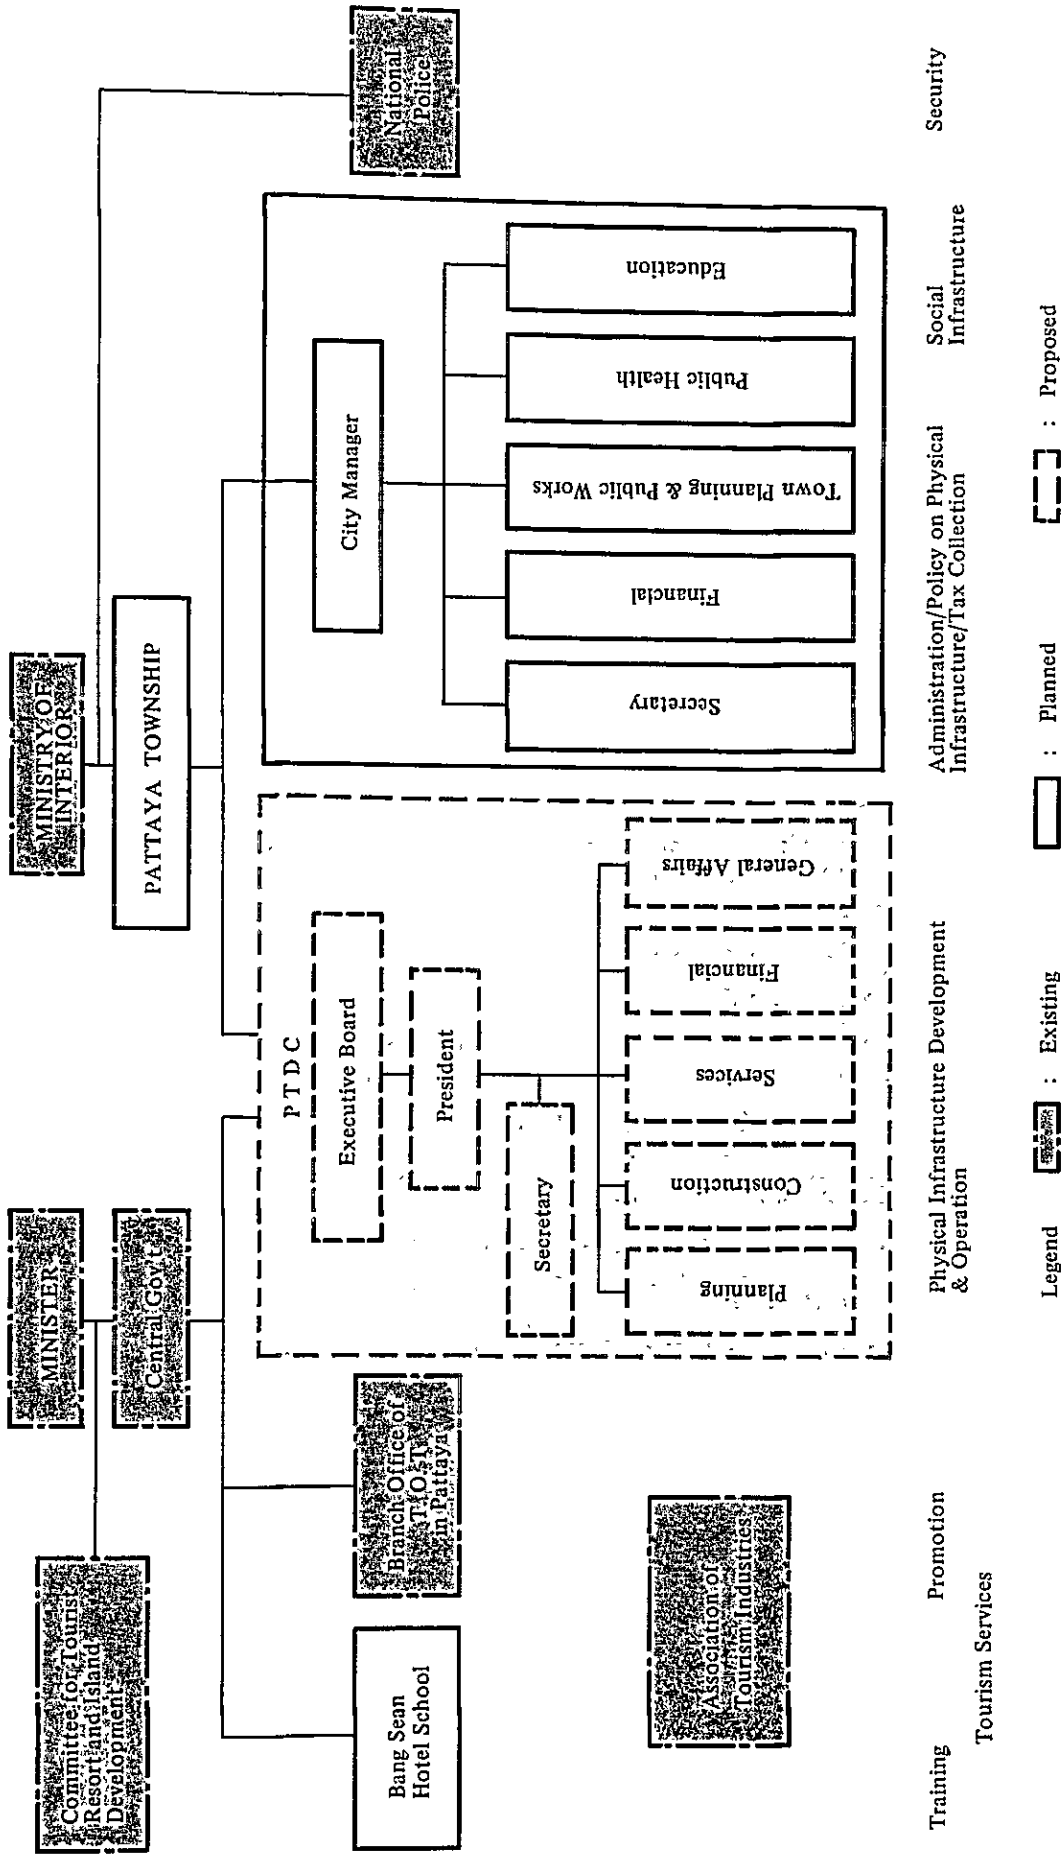 MINISTER
MINISTRY OF
INTERIOR
Committee for Tourist
Resort and Island
Development
Central Gov't
PATTAYA TOWNSHIP
Bang Sean
Hotel School
Branch Office of
T.O.T
in Pattaya
P T D C
Executive Board
President
Secretary
Planning
Construction
Services
Financial
General Affairs
City Manager
Secretary
Financial
Town Planning & Public Works
Public Health
Education
National
Police
Association of
Tourism Industries
Training
Promotion
Tourism Services
Physical Infrastructure Development
& Operation
Administration/Policy on Physical
Infrastructure/Tax Collection
Social
Infrastructure
Security
Legend
: Existing
: Planned
: Proposed